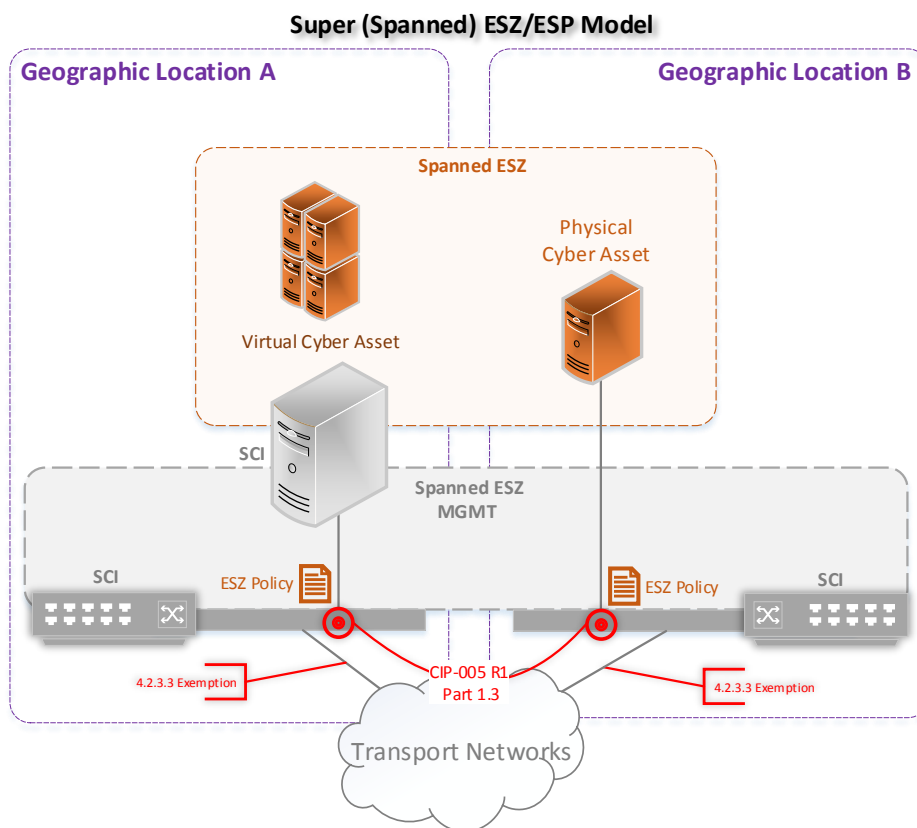 Super (Spanned) ESZ/ESP Model
Geographic Location A
Geographic Location B
Spanned ESZ
Physical
Cyber Asset
Virtual Cyber Asset
SCI
Spanned ESZ
MGMT
SCI
ESZ Policy
ESZ Policy
SCI
4.2.3.3 Exemption
CIP-005 R1
Part 1.3
4.2.3.3 Exemption
Transport Networks